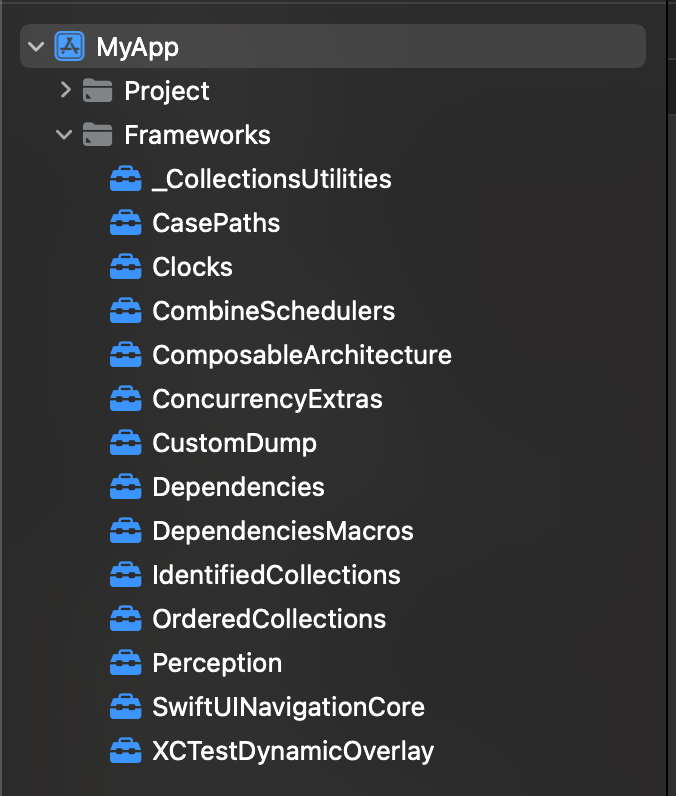 MyApp
Project
Frameworks
_CollectionsUtilities
CasePaths
Clocks
CombineSchedulers
ComposableArchitecture
ConcurrencyExtras
CustomDump
Dependencies
DependenciesMacros
IdentifiedCollections
OrderedCollections
Perception
SwiftUINavigationCore
XCTestDynamicOverlay